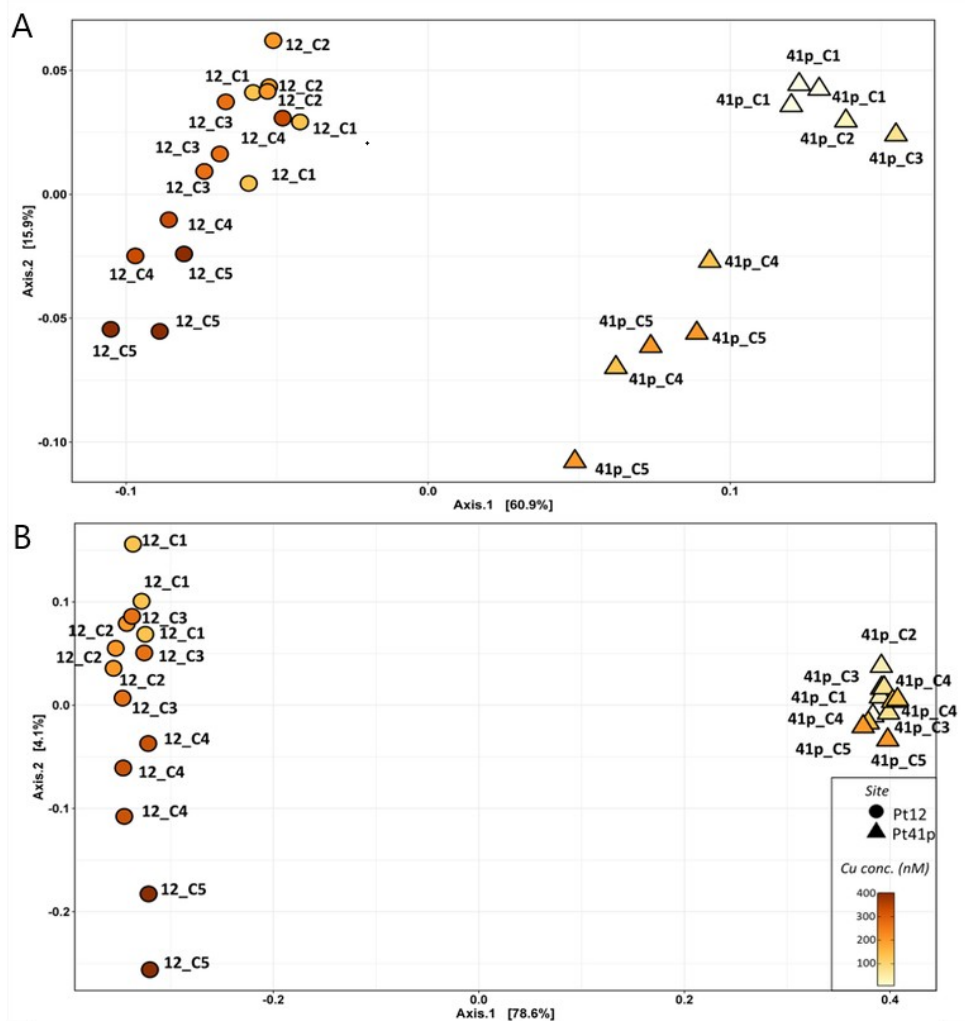 A
12_C2
41p_C1
0.05
12_C1
12_C2
12_C2
41p_C1
41p_C1
12_C3
12_C4
12_C1
41p_C2
41p_C3
12_C3
12_C3
12_C1
0.00
12_C4
12_C4
12_C5
41p_C4
-0.05
12_C5
12_C5
41p_C5
41p_C5
41p_C4
-0.10
41p_C5
Axis.2 [15.9%]
-0.1
0.0
0.1
Axis.1 [60.9%]
B
12_C1
12_C1
0.1
12_C3
12_C2
12_C1
12_C2
12_C3
12_C2
12_C3
41p_C2
41p_C3
41p_C4
41p_C1
0.0
41p_C4
41p_C4
41p_C3
41p_C5
41p_C5
12_C4
12_C4
-0.1
12_C4
12_C5
-0.2
12_C5
Axis.2 [4.1%]
Site
Pt12
Pt41p
Cu conc. (nM)
400
300
200
100
-0.2
0.0
0.2
0.4
Axis.1 [78.6%]